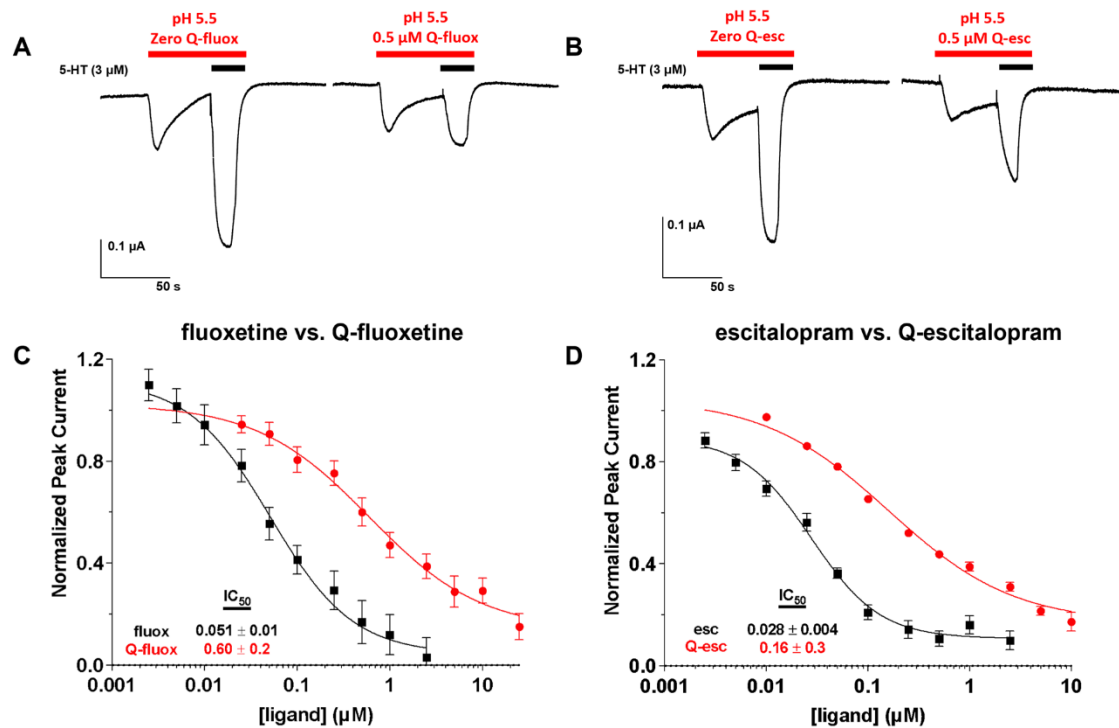 A
pH 5.5
Zero Q-fluox
pH 5.5
0.5 µM Q-fluox
5-HT (3 µM)
0.1 µA
50 s
B
pH 5.5
Zero Q-esc
pH 5.5
0.5 µM Q-esc
5-HT (3 µM)
0.1 µA
50 s
C
fluoxetine vs. Q-fluoxetine
Normalized Peak Current
1.2
0.8
0.4
0.0
IC50
fluox 0.051 ± 0.01
Q-fluox 0.60 ± 0.2
0.001 0.01 0.1 1 10
[ligand] (µM)
D
escitalopram vs. Q-escitalopram
Normalized Peak Current
1.2
0.8
0.4
0.0
IC50
esc 0.028 ± 0.004
Q-esc 0.16 ± 0.3
0.001 0.01 0.1 1 10
[ligand] (µM)